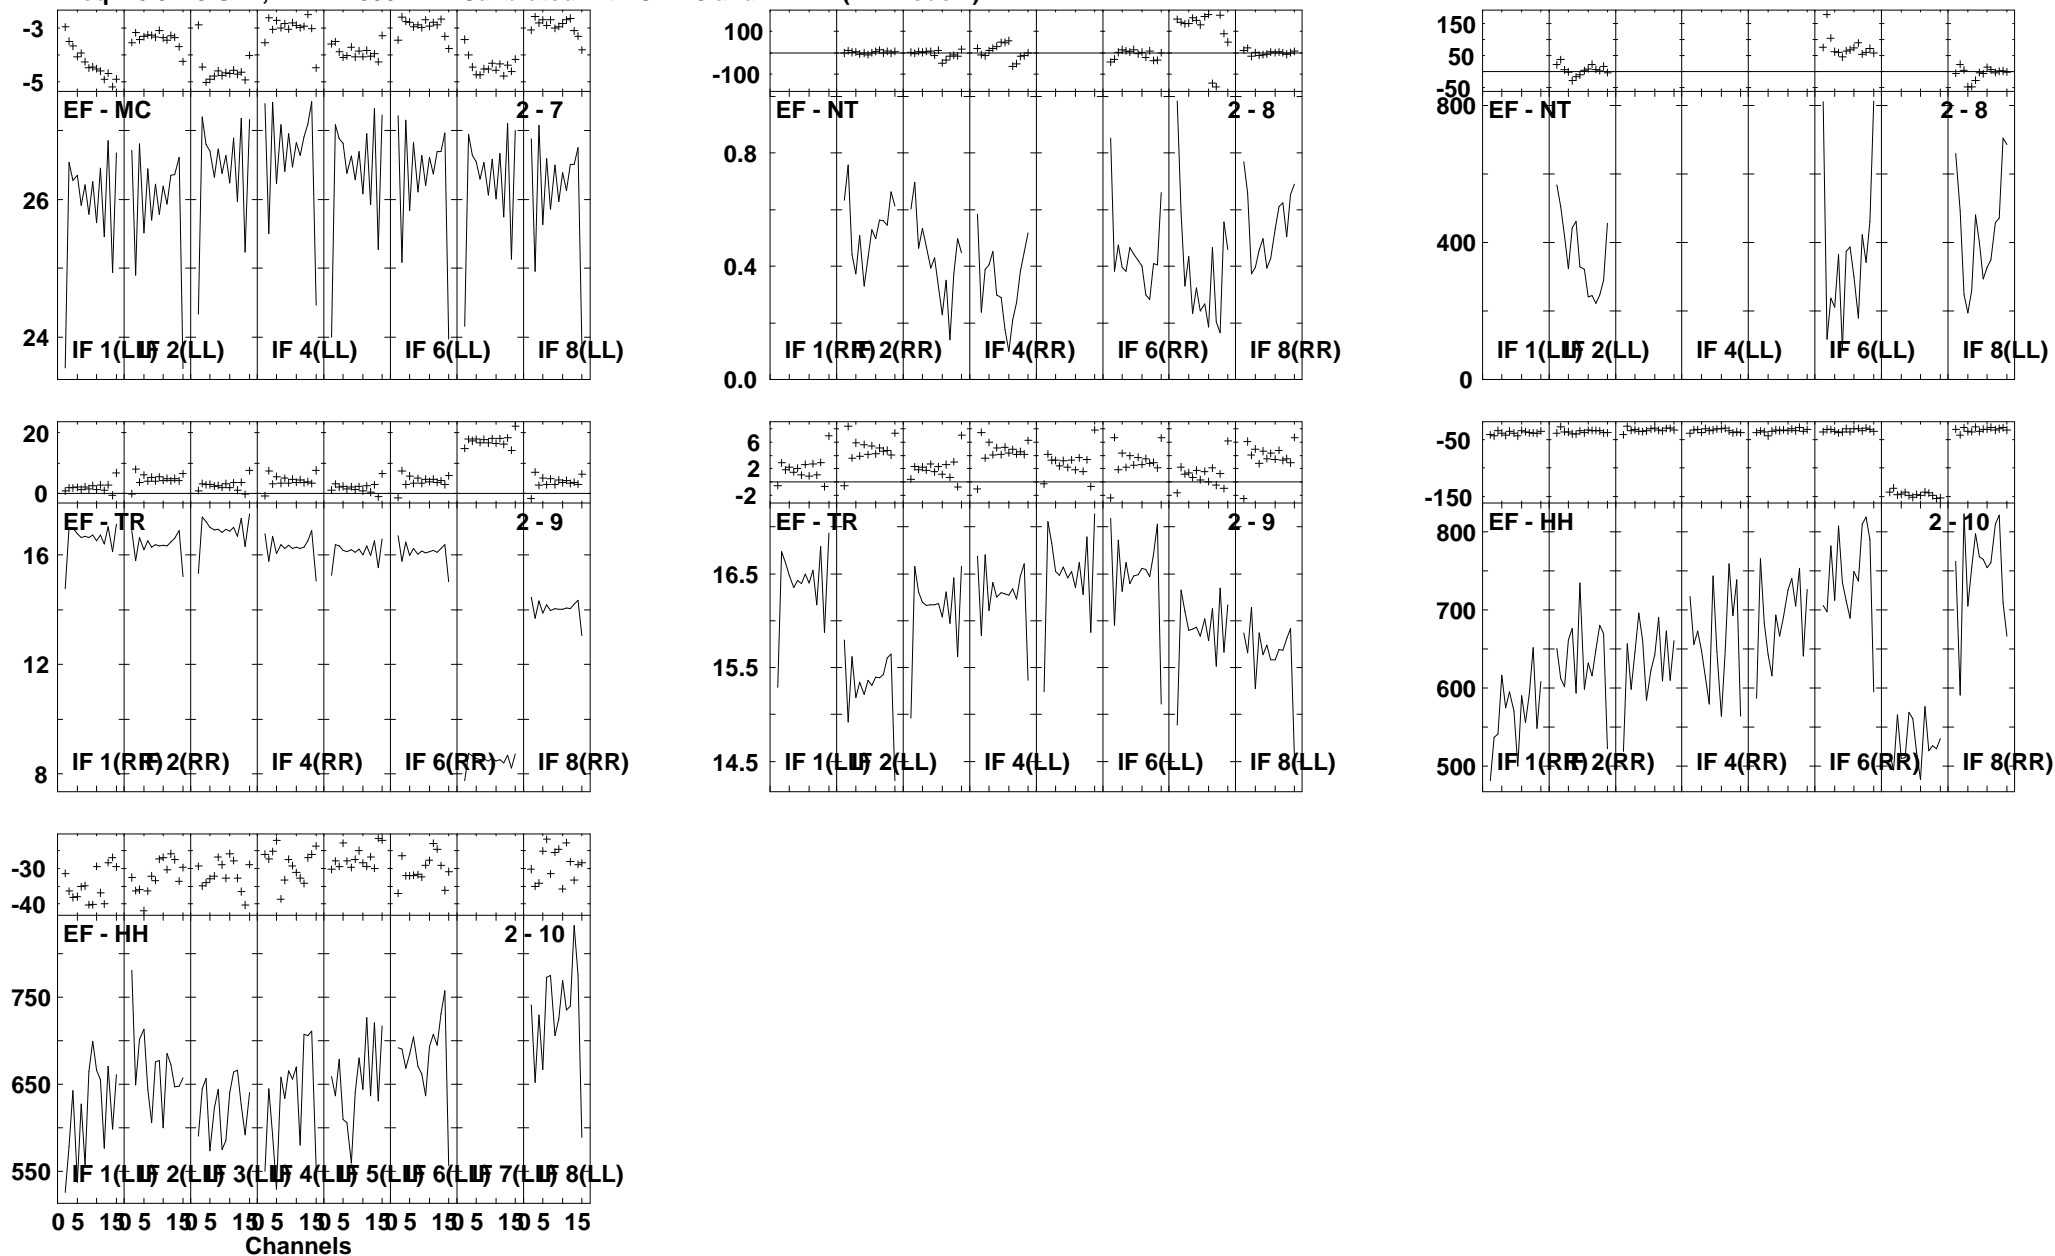 -3
-5
EF - MC 2 - 7
26
24
IF 1(LL) IF 2(LL) IF 4(LL) IF 6(LL) IF 8(LL)
100
-100
EF - NT 2 - 8
0.8
0.4
0.0
IF 1(RR) IF 2(RR) IF 4(RR) IF 6(RR) IF 8(RR)
150
50
-50
800
EF - NT 2 - 8
400
0
IF 1(LL) IF 2(LL) IF 4(LL) IF 6(LL) IF 8(LL)
20
0
EF - TR 2 - 9
16
12
8
IF 1(RR) IF 2(RR) IF 4(RR) IF 6(RR) IF 8(RR)
6
2
-2
EF - TR 2 - 9
16.5
15.5
14.5
IF 1(LL) IF 2(LL) IF 4(LL) IF 6(LL) IF 8(LL)
-50
-150
EF - HH 2 - 10
800
700
600
500
IF 1(RR) IF 2(RR) IF 4(RR) IF 6(RR) IF 8(RR)
-30
-40
EF - HH 2 - 10
750
650
550
IF 1(LL) IF 2(LL) IF 3(LL) IF 4(LL) IF 5(LL) IF 6(LL) IF 7(LL) IF 8(LL)
0 5 15 0 5 15 0 5 15 0 5 15 0 5 15 0 5 15 0 5 15 0 5 15
Channels